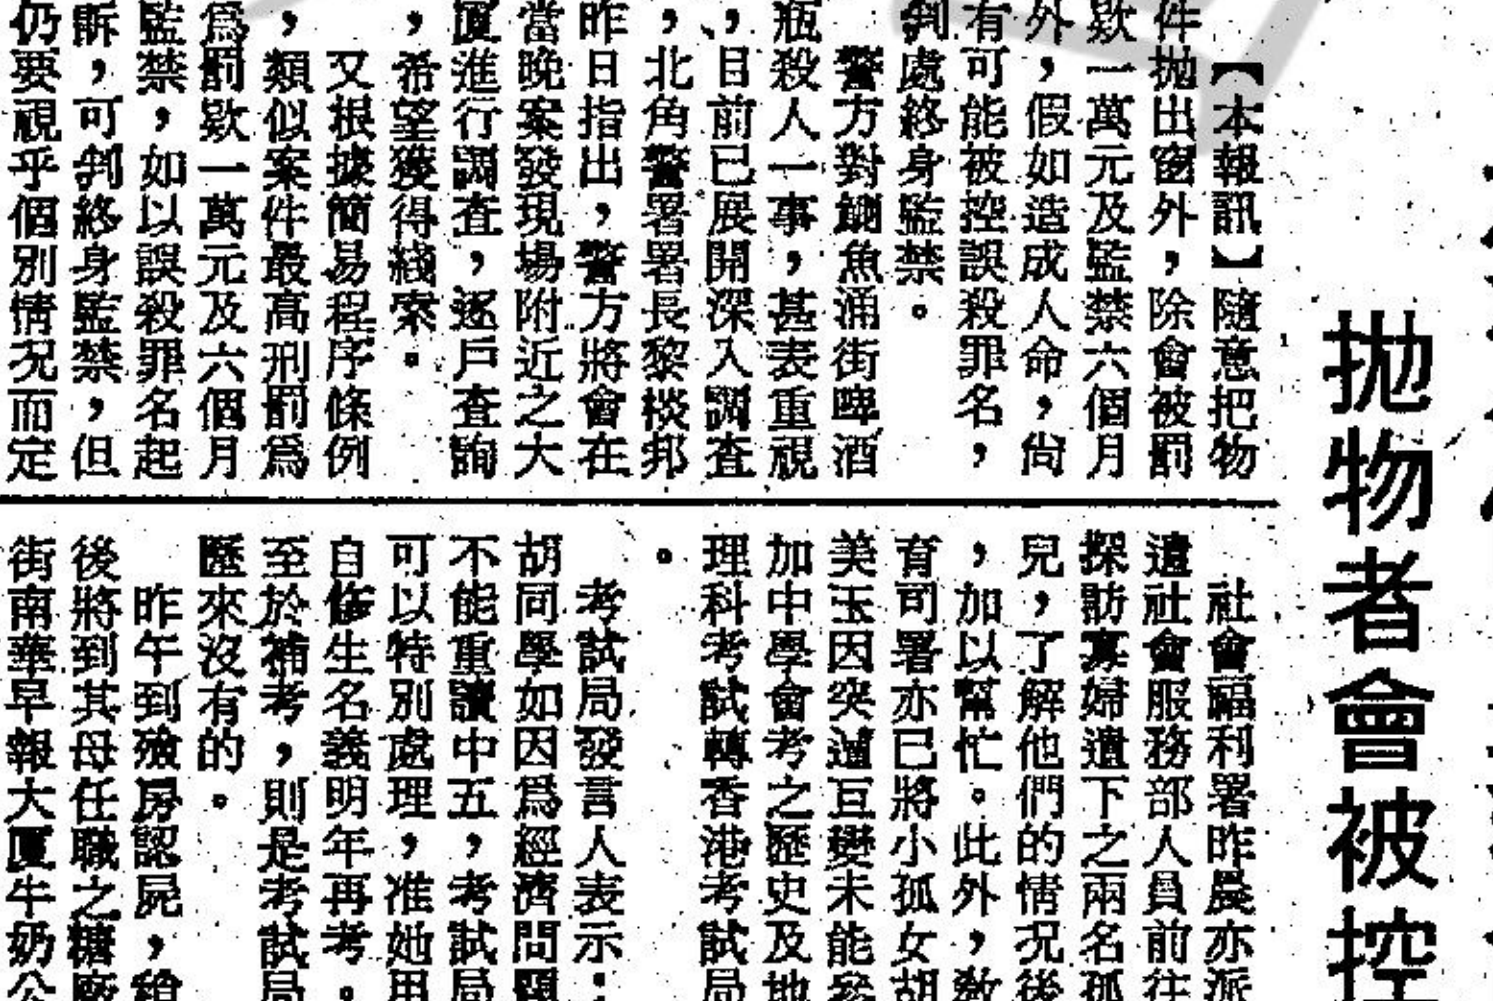 拋物者會被控
【本報訊】隨意把物
件拋出窗外，除會被罰
欵一萬元及監禁六個月
外，假如造成人命，尙
有可能被控誤殺罪名，
判處終身監禁。
警方對鰂魚涌街啤酒
瓶殺人一事，甚表重視
，目前已展開深入調查
，北角警署署長黎棪邦
昨日指出，警方將會在
當晚案發現場附近之大
厦進行調查，逐戶查詢
，希望獲得綫索。
又根據簡易程序條例
，類似案件最高刑罰爲
爲罰欵一萬元及六個月
監禁，如以誤殺罪名起
訴，可判終身監禁，但
仍要視乎個別情况而定
社會福利署昨晨亦派
遣社會服務部人員前往
探訪寡婦遺下之兩名孤
兒，了解他們的情况後
，加以幫忙。此外，敎
育司署亦已將小孤女胡
美玉因突遭巨變未能參
加中學會考之歷史及地
理科考試轉香港考試局
。
考試局發言人表示：
胡同學如因爲經濟問題
不能重讀中五，考試局
可以特別處理，准她用
自修生名義明年再考。
至於補考，則是考試局
歷來沒有的。
昨午到殮房認屍，
後將到其母任職之糖廠
街南華早報大厦牛奶公